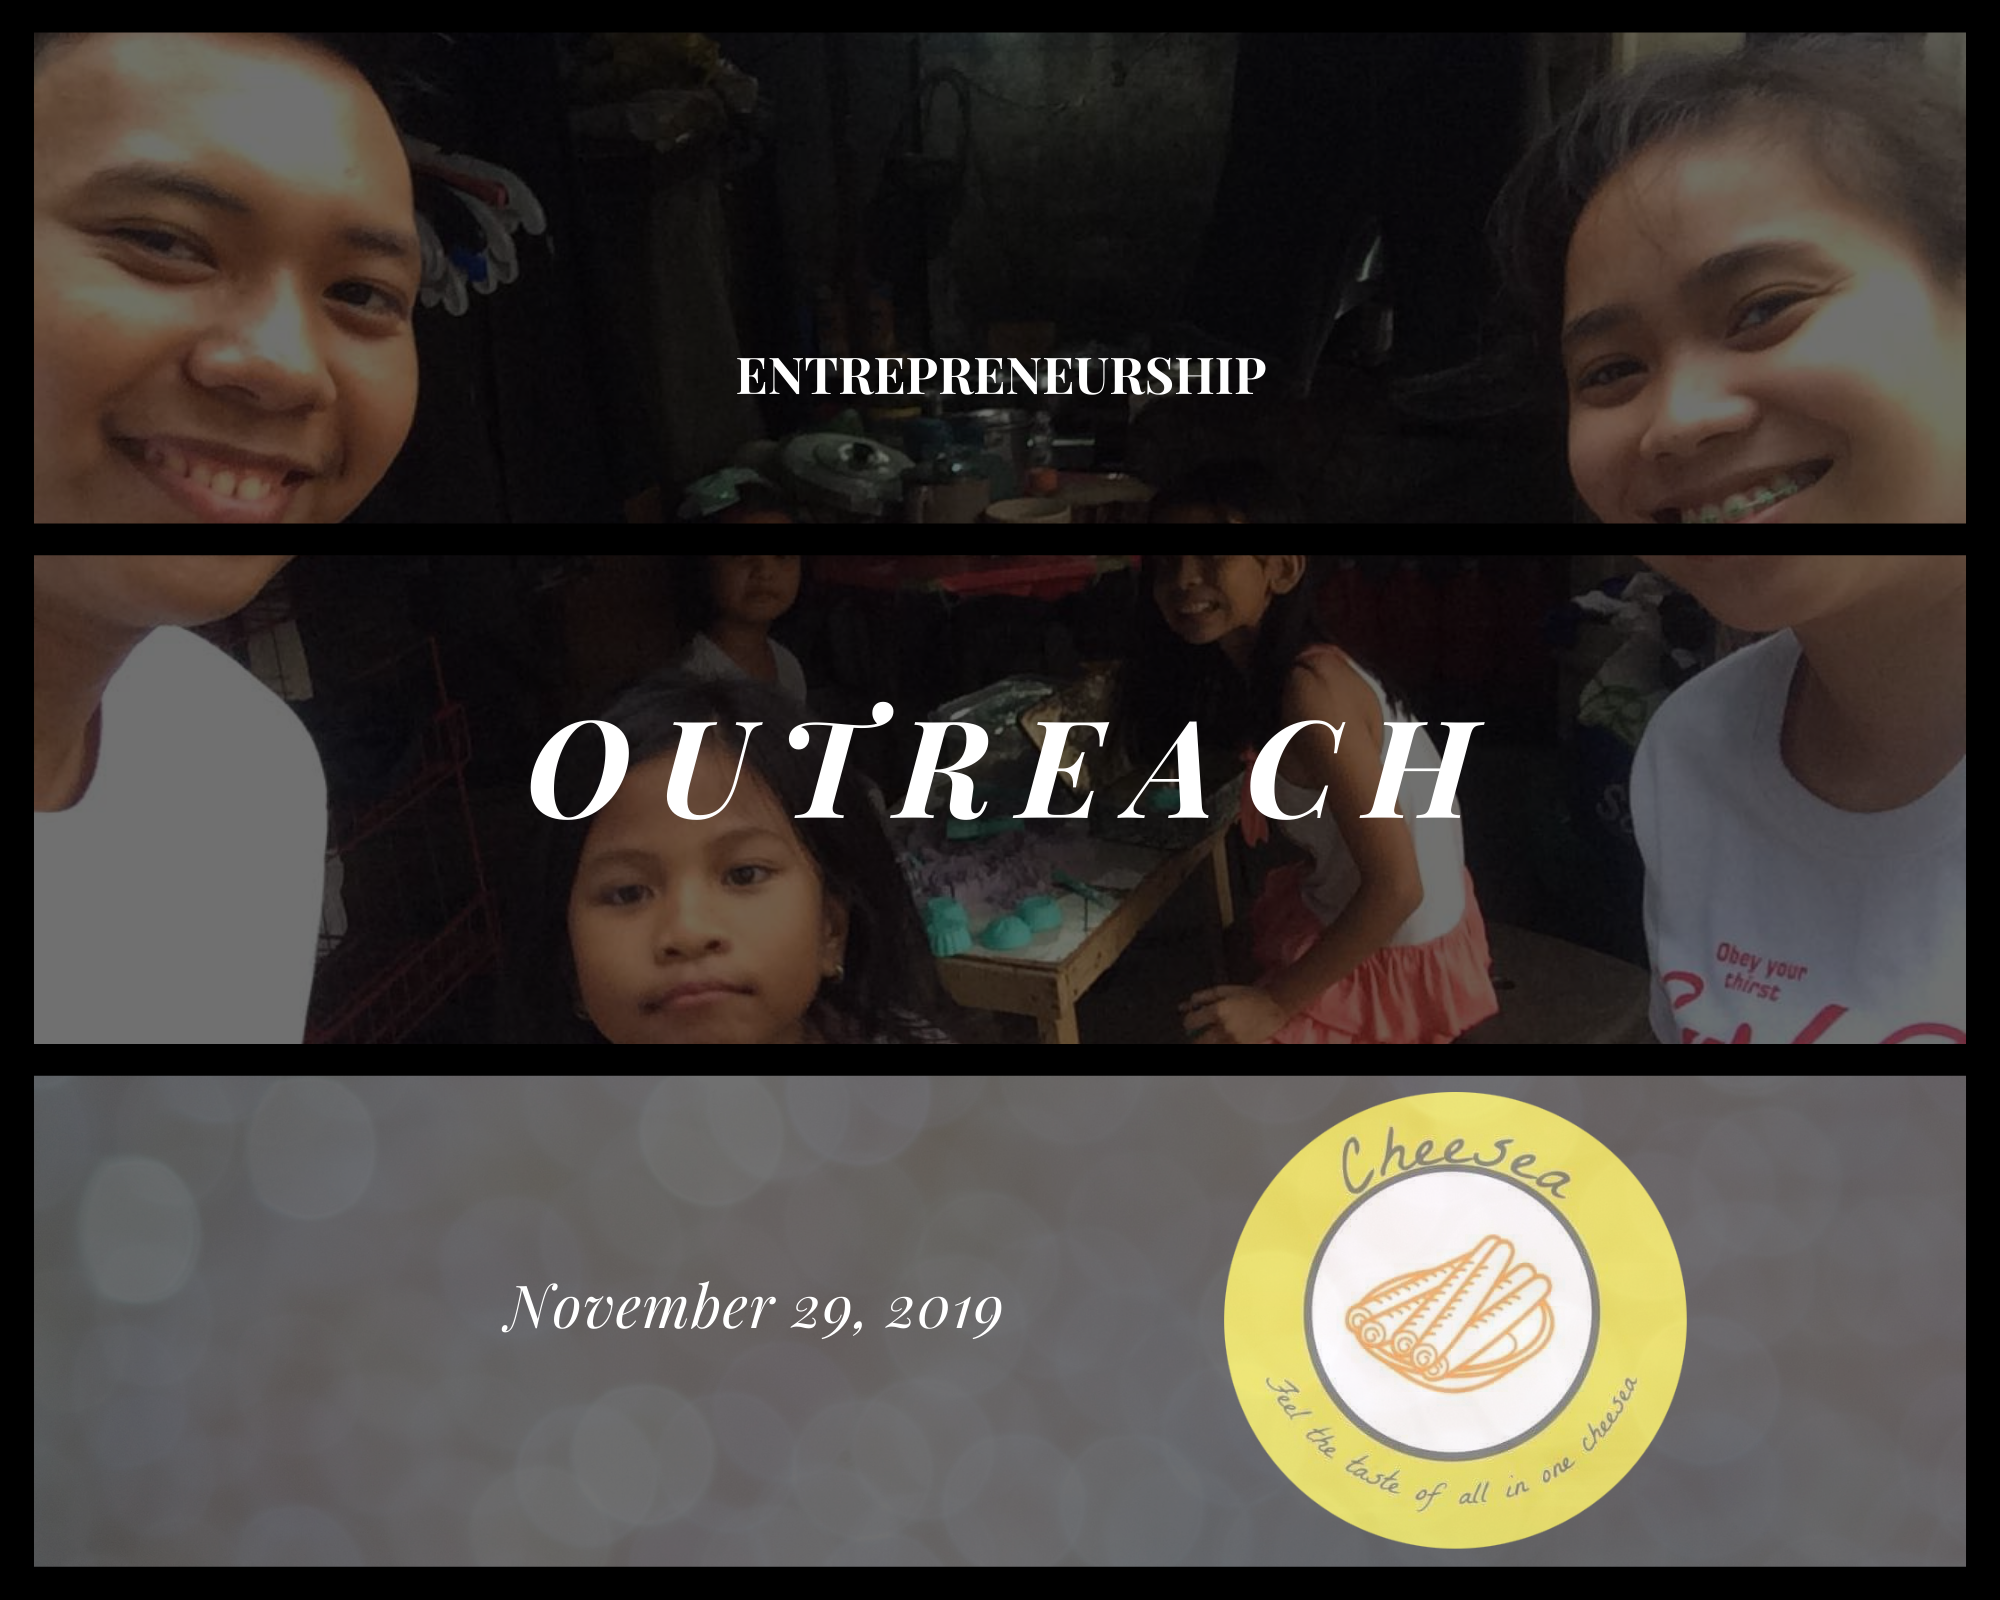 ENTREPRENEURSHIP
OUTREACH
Obey your
thirst
November 29, 2019
Cheesea
Feel the taste of all in one cheesea